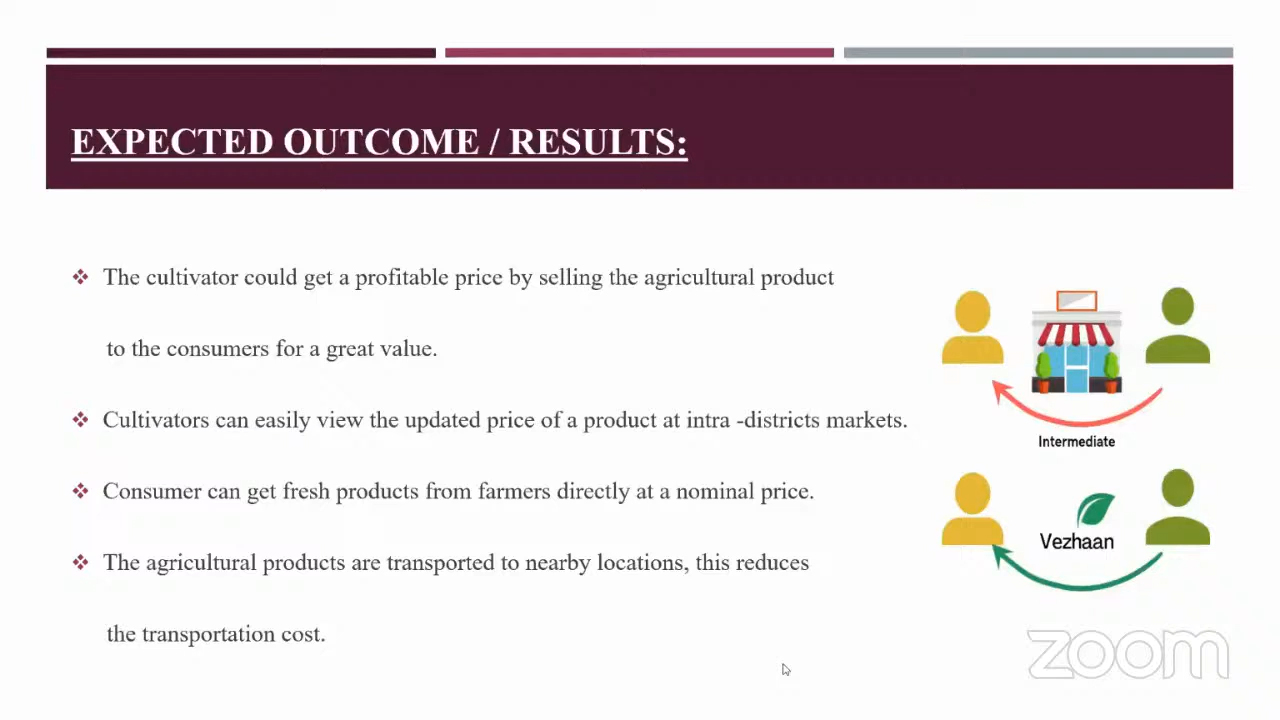 EXPECTED OUTCOME / RESULTS:
The cultivator could get a profitable price by selling the agricultural product
to the consumers for a great value.
Cultivators can easily view the updated price of a product at intra -districts markets.
Consumer can get fresh products from farmers directly at a nominal price.
The agricultural products are transported to nearby locations, this reduces
the transportation cost.
Intermediate
Vezhaan
zoom